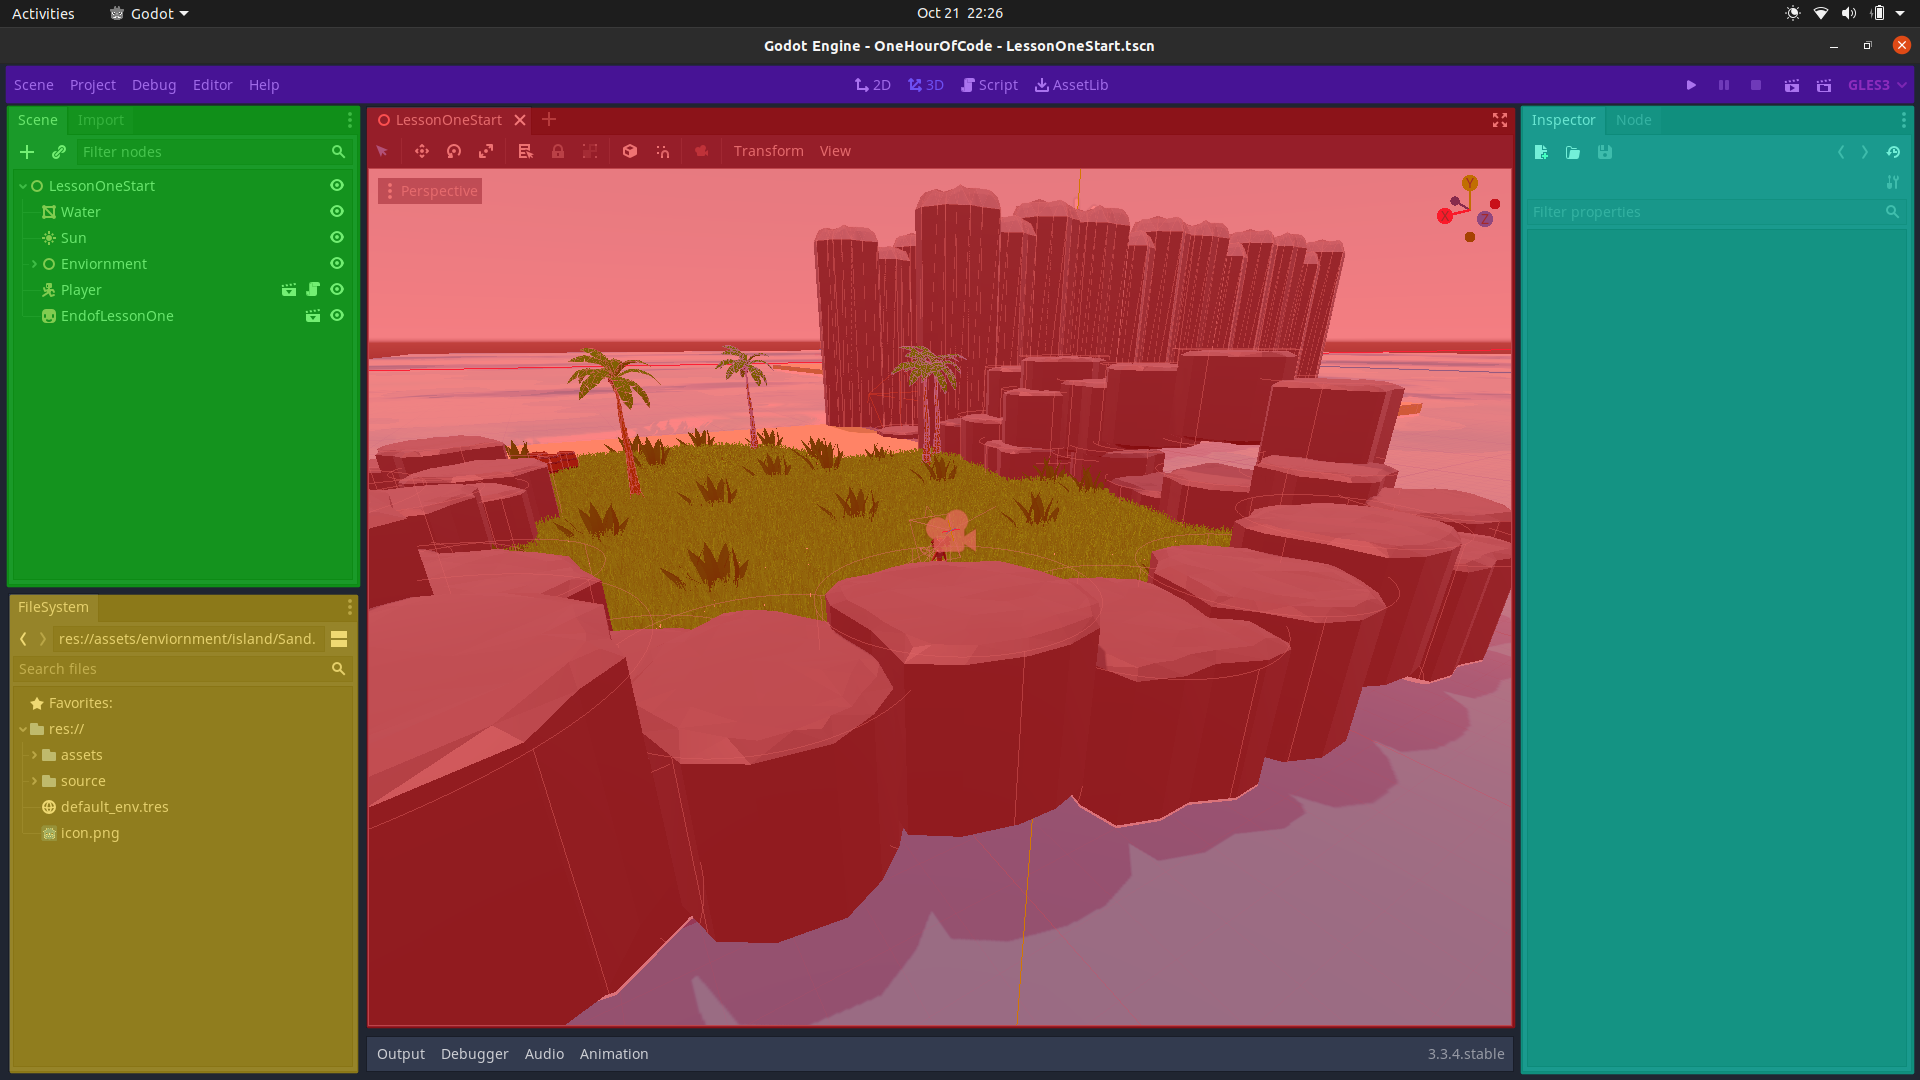 Activities Godot Oct 21 22:26
Godot Engine - OneHourOfCode - LessonOneStart.tscn
Scene Project Debug Editor Help 2D 3D Script AssetLib GLES3
Scene Import
Filter nodes
LessonOneStart
Water
Sun
Enviornment
Player
EndofLessonOne
FileSystem
res://assets/enviornment/island/Sand.
Search files
Favorites:
res://
assets
source
default_env.tres
icon.png
LessonOneStart
Transform View
Perspective
Y
X
Z
Output Debugger Audio Animation 3.3.4.stable
Inspector Node
Filter properties